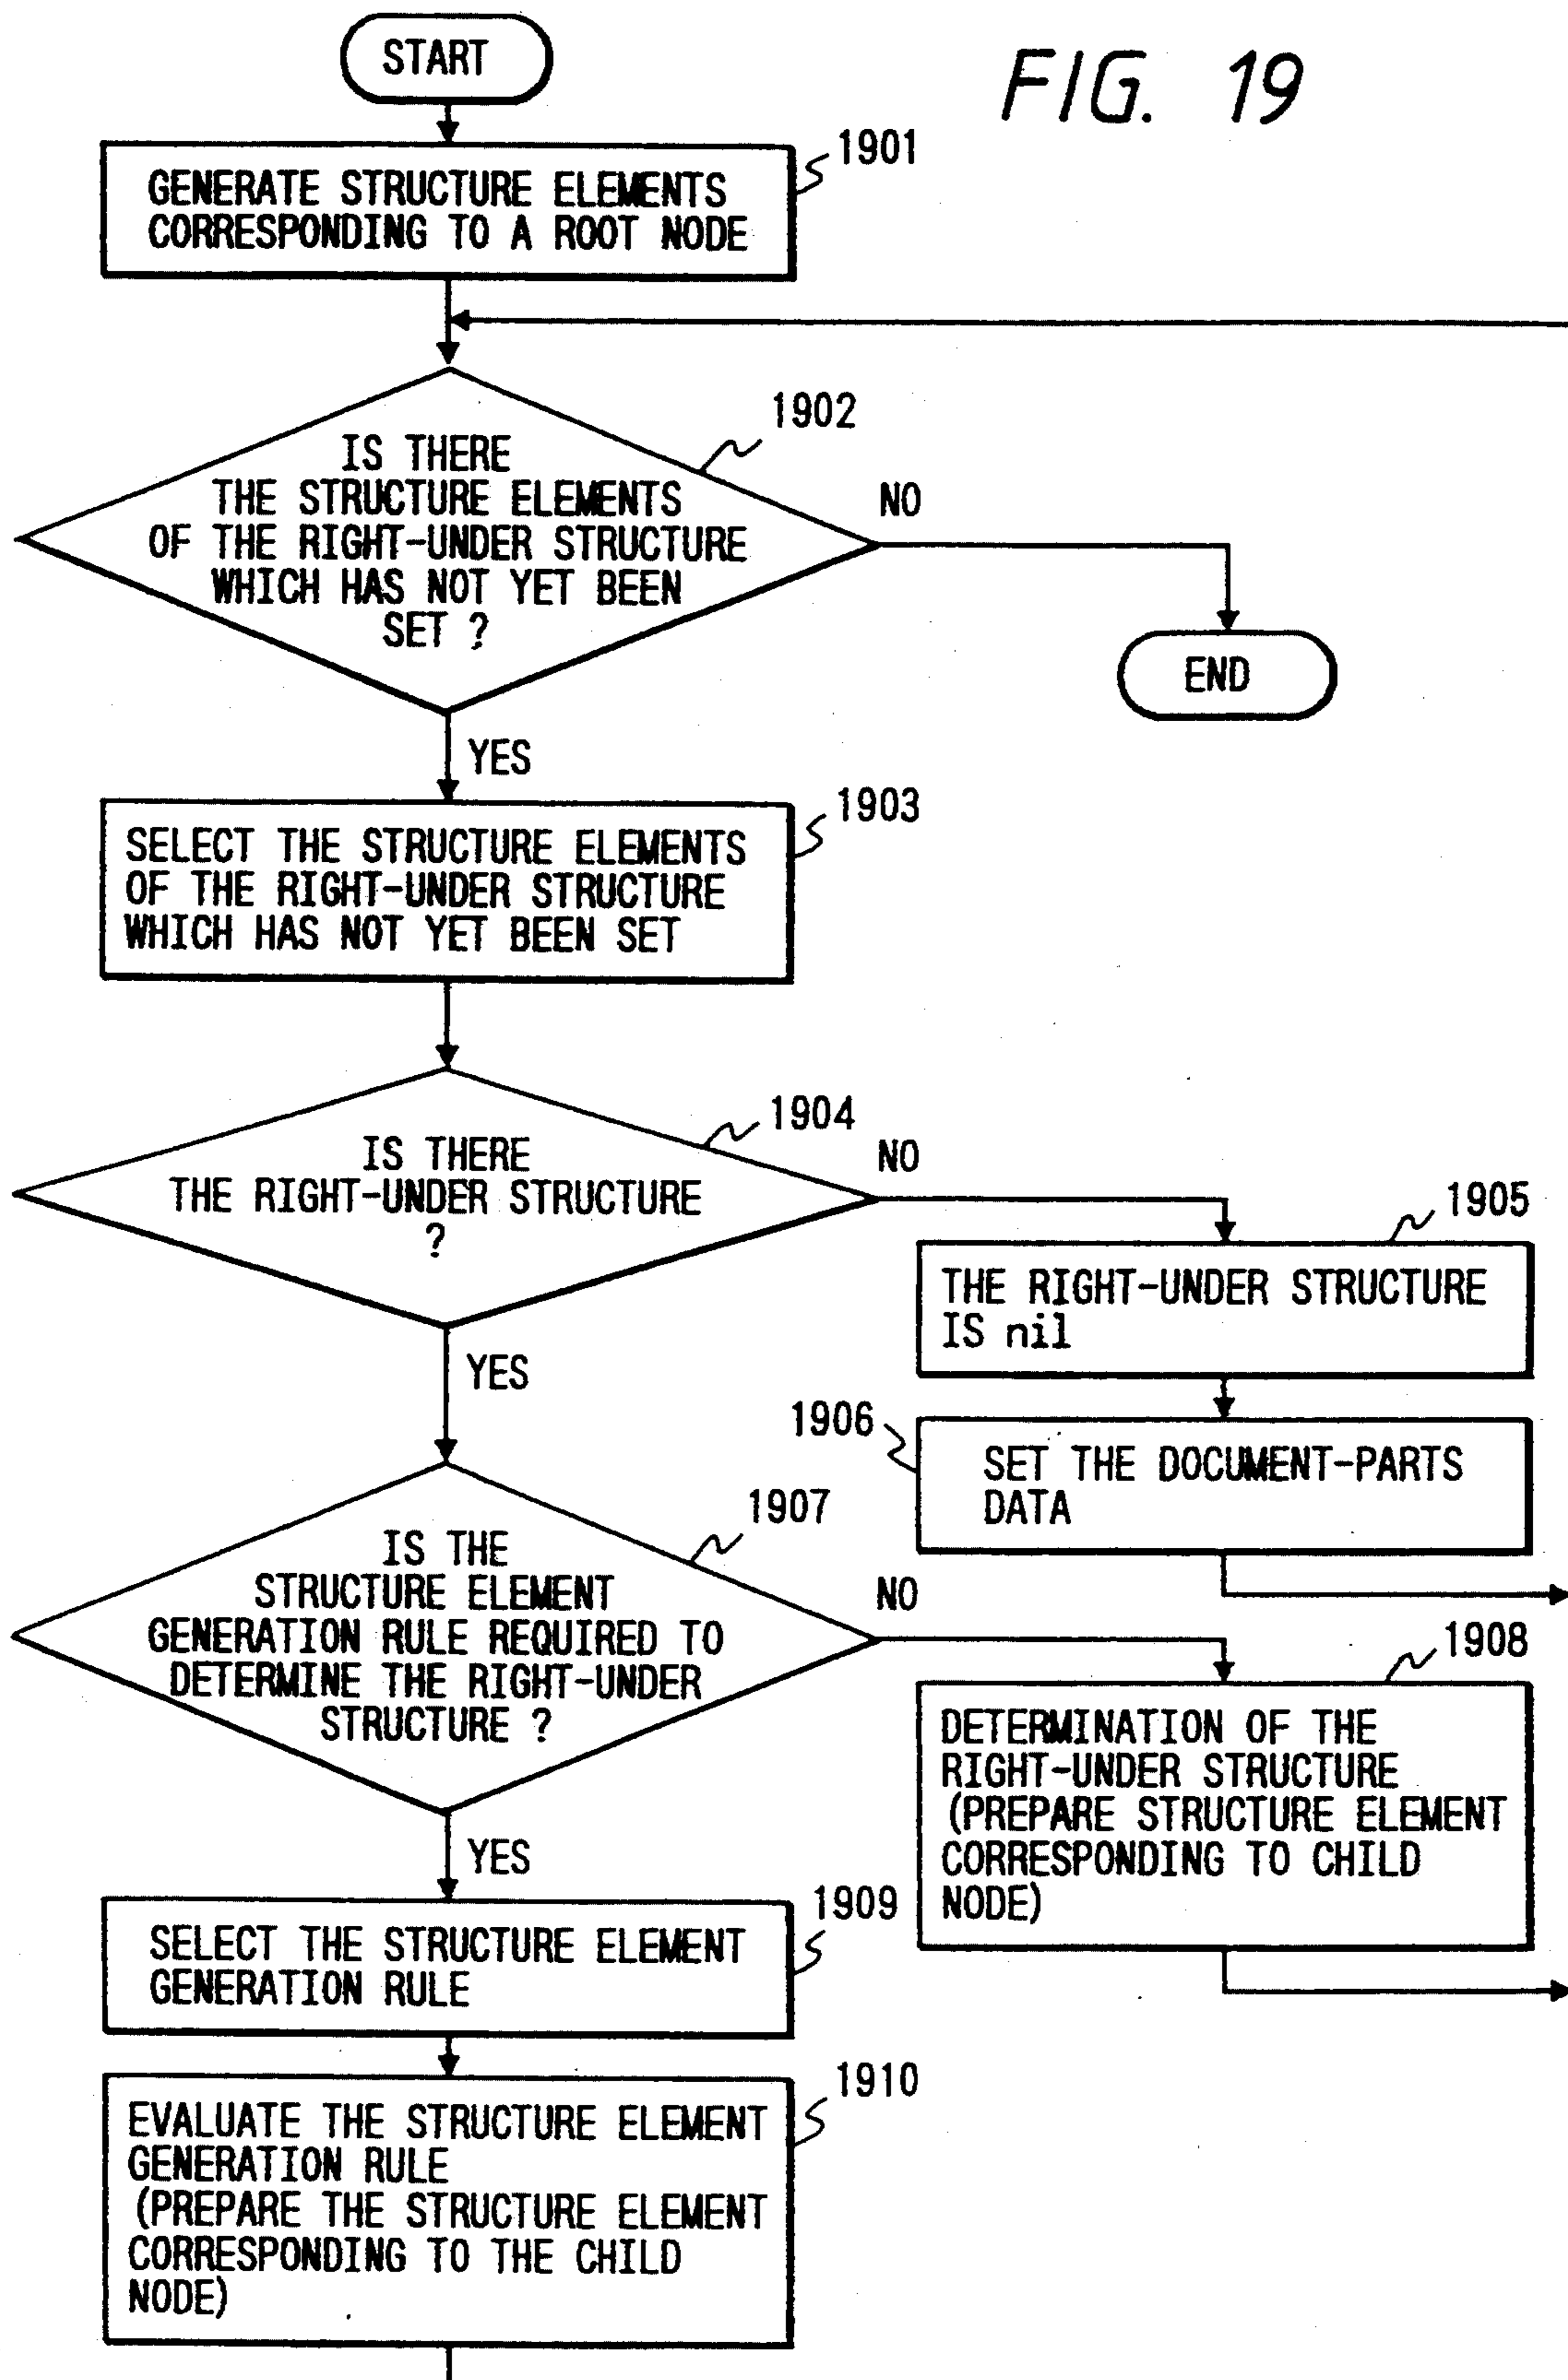 START
FIG. 19
1901
GENERATE STRUCTURE ELEMENTS
CORRESPONDING TO A ROOT NODE
1902
IS THERE
THE STRUCTURE ELEMENTS
OF THE RIGHT-UNDER STRUCTURE
WHICH HAS NOT YET BEEN
SET ?
NO
END
YES
1903
SELECT THE STRUCTURE ELEMENTS
OF THE RIGHT-UNDER STRUCTURE
WHICH HAS NOT YET BEEN SET
1904
IS THERE
THE RIGHT-UNDER STRUCTURE
?
NO
1905
THE RIGHT-UNDER STRUCTURE
IS nil
YES
1906
SET THE DOCUMENT-PARTS
DATA
1907
IS THE
STRUCTURE ELEMENT
GENERATION RULE REQUIRED TO
DETERMINE THE RIGHT-UNDER
STRUCTURE ?
NO
1908
DETERMINATION OF THE
RIGHT-UNDER STRUCTURE
(PREPARE STRUCTURE ELEMENT
CORRESPONDING TO CHILD
NODE)
YES
1909
SELECT THE STRUCTURE ELEMENT
GENERATION RULE
1910
EVALUATE THE STRUCTURE ELEMENT
GENERATION RULE
(PREPARE THE STRUCTURE ELEMENT
CORRESPONDING TO THE CHILD
NODE)